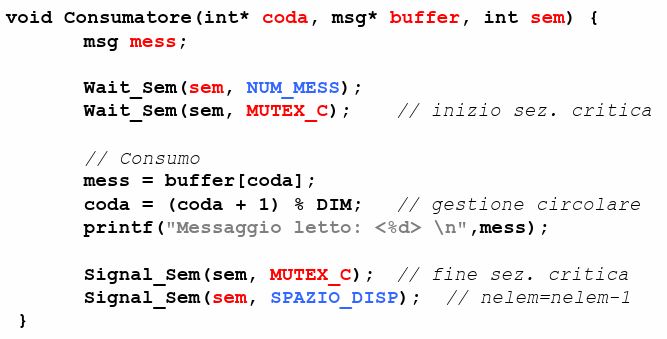 void Consumatore(int* coda, msg* buffer, int sem) {
msg mess;
Wait_Sem(sem, NUM_MESS);
Wait_Sem(sem, MUTEX_C); // inizio sez. critica
// Consumo
mess = buffer[coda];
coda = (coda + 1) % DIM; // gestione circolare
printf("Messaggio letto: <%d> \n",mess);
Signal_Sem(sem, MUTEX_C); // fine sez. critica
Signal_Sem(sem, SPAZIO_DISP); // nelem=nelem-1
}